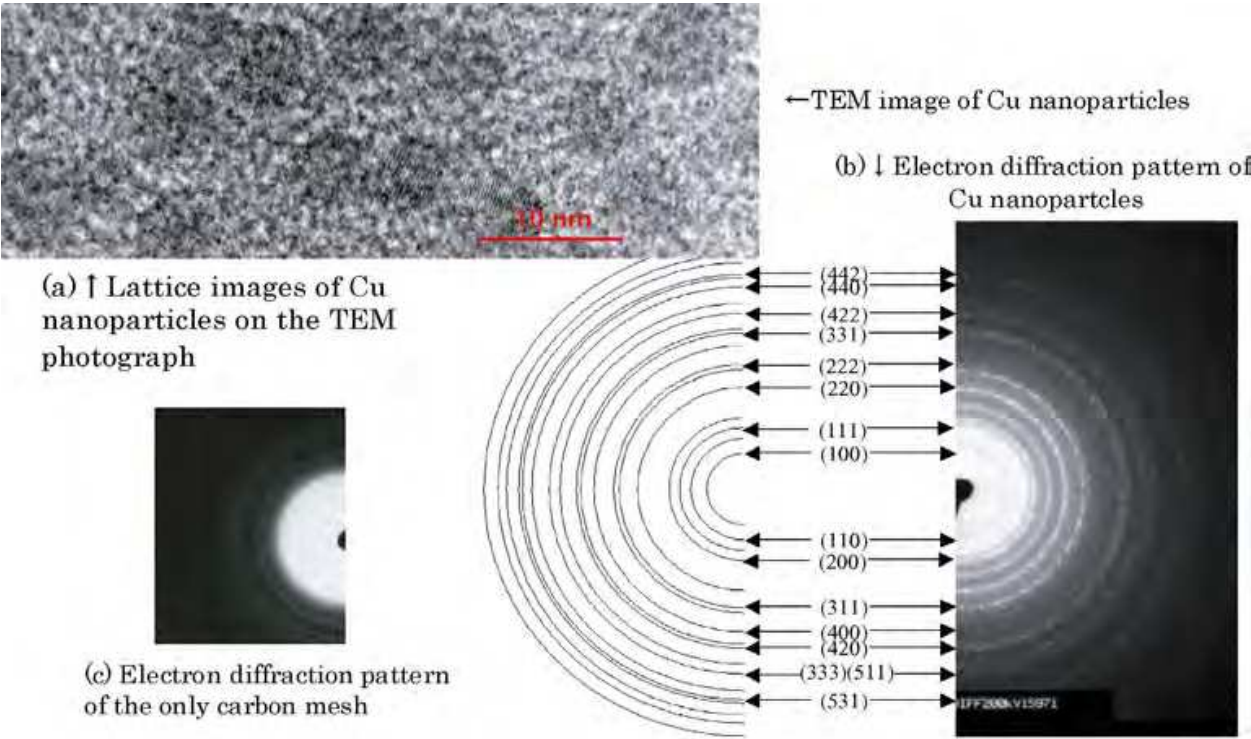 ←TEM image of Cu nanoparticles
(b) ↓ Electron diffraction pattern of
Cu nanopartcles
10 nm
(a) ↑ Lattice images of Cu
nanoparticles on the TEM
photograph
(442)
(440)
(422)
(331)
(222)
(220)
(111)
(100)
(110)
(200)
(311)
(400)
(420)
(333)(511)
(531)
(c) Electron diffraction pattern
of the only carbon mesh